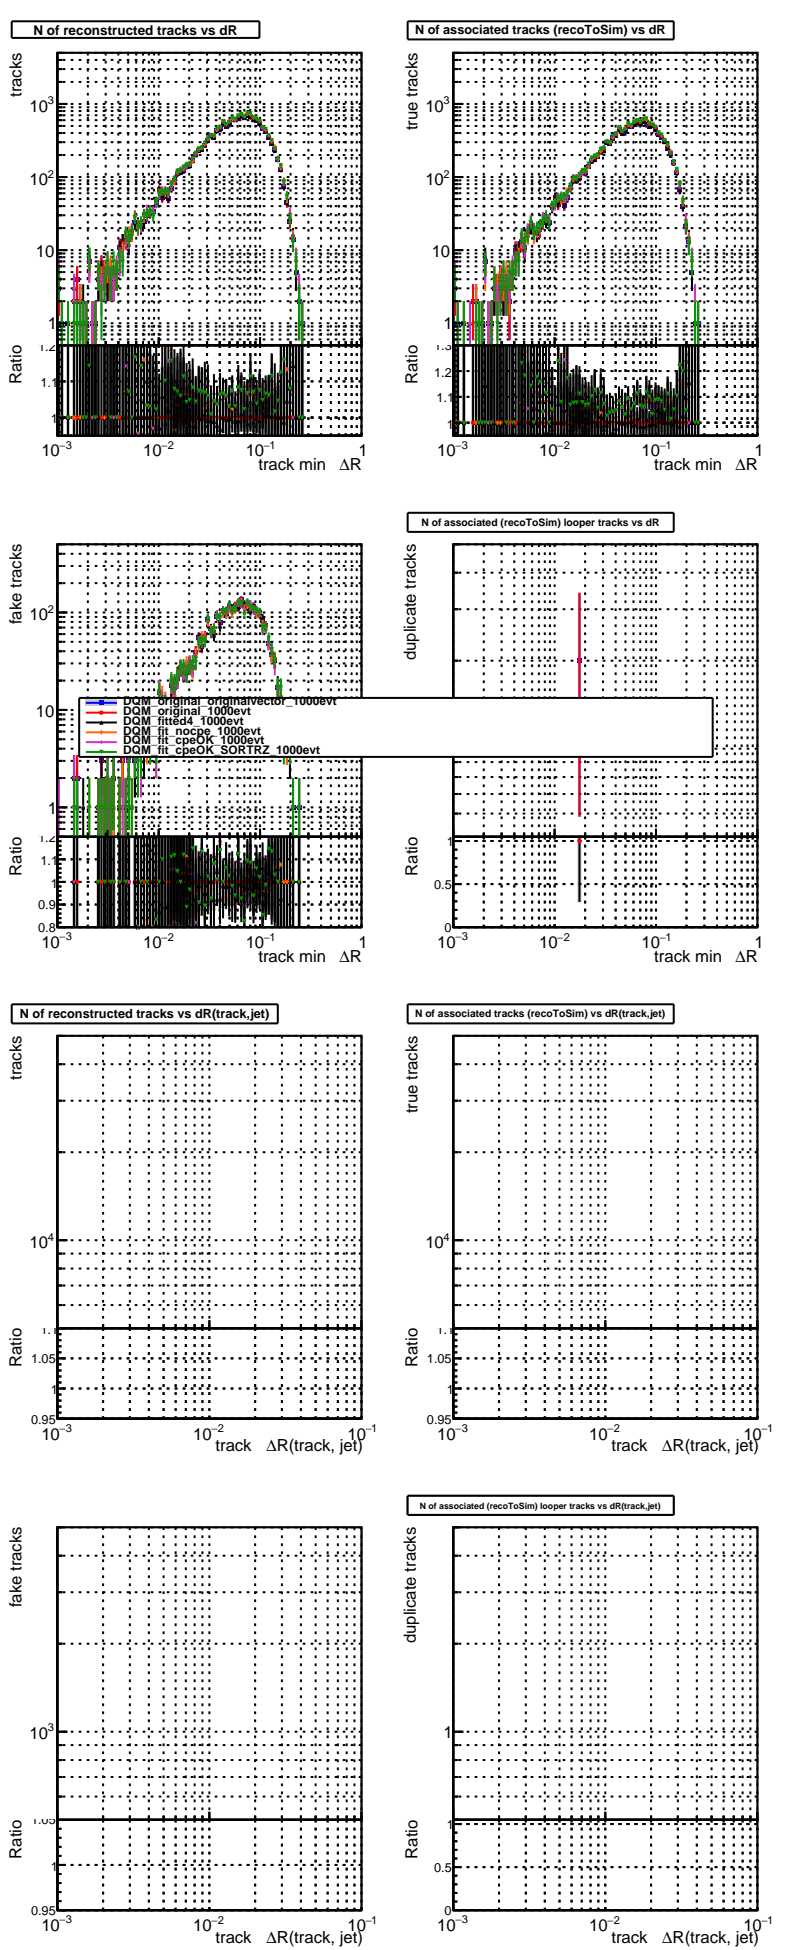 N of reconstructed tracks vs dR
tracks
10³
10²
10
1
Ratio
1.2
1.1
1
10⁻³ 10⁻² 10⁻¹ 1
track min ΔR
N of associated tracks (recoToSim) vs dR
true tracks
10³
10²
10
1
Ratio
1.3
1.2
1.1
1
10⁻³ 10⁻² 10⁻¹ 1
track min ΔR
fake tracks
10²
10
1
Ratio
1.2
1.1
1
0.9
0.8
10⁻³ 10⁻² 10⁻¹ 1
track min ΔR
N of associated (recoToSim) looper tracks vs dR
duplicate tracks
Ratio
1
0.5
0
10⁻³ 10⁻² 10⁻¹ 1
track min ΔR
DQM_original_originalvector_1000evt
DQM_original_1000evt
DQM_fitted4_1000evt
DQM_fit_nocpe_1000evt
DQM_fit_cpeOK_1000evt
DQM_fit_cpeOK_SORTRZ_1000evt
N of reconstructed tracks vs dR(track,jet)
tracks
10⁴
Ratio
1.1
1.05
1
0.95
10⁻³ 10⁻² 10⁻¹
track ΔR(track, jet)
N of associated tracks (recoToSim) vs dR(track,jet)
true tracks
10⁴
Ratio
1.1
1.05
1
0.95
10⁻³ 10⁻² 10⁻¹
track ΔR(track, jet)
fake tracks
10³
Ratio
1.05
1
0.95
10⁻³ 10⁻² 10⁻¹
track ΔR(track, jet)
N of associated (recoToSim) looper tracks vs dR(track,jet)
duplicate tracks
1
Ratio
1
0.5
0
10⁻³ 10⁻² 10⁻¹
track ΔR(track, jet)